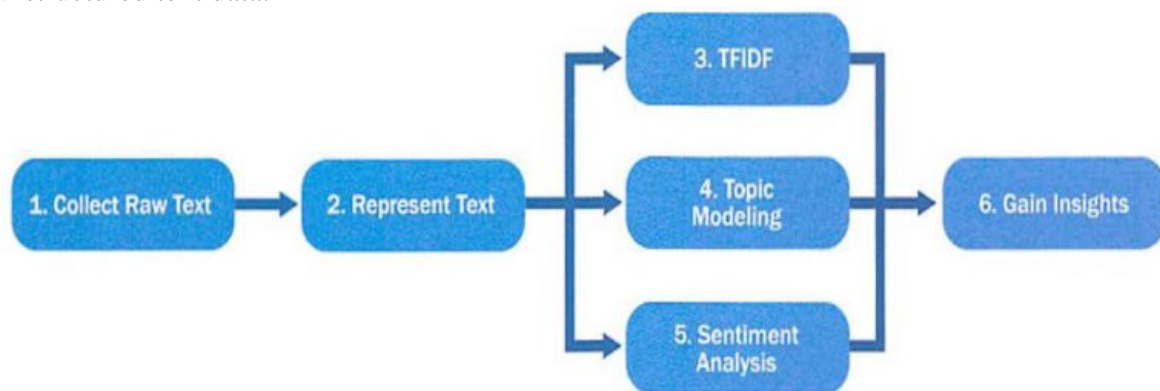 3. TFIDF
1. Collect Raw Text
2. Represent Text
4. Topic
Modeling
6. Gain Insights
5. Sentiment
Analysis